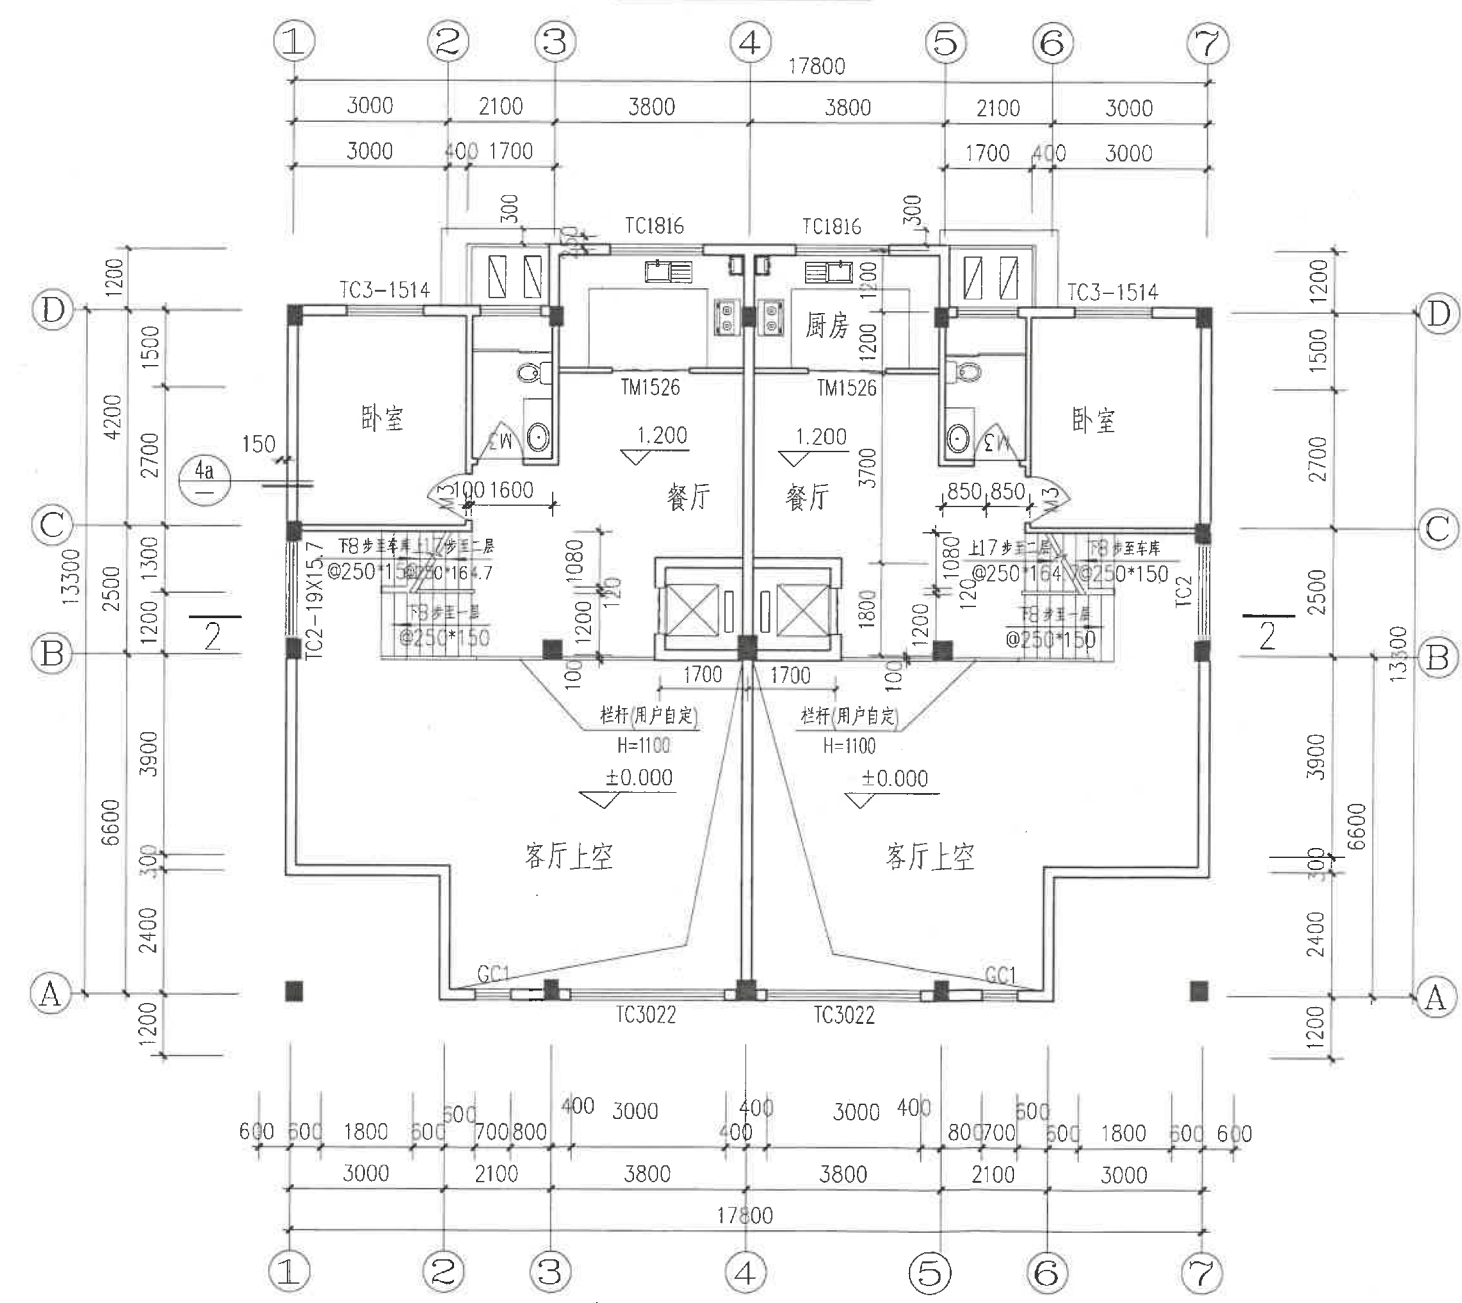 1 2 3 4 5 6 7
17800
3000 2100 3800 3800 2100 3000
3000 400 1700 1700 400 3000
300 TC1816 TC1816 300
1200 TC3-1514 TC3-1514 1200
D D
1200
厨房
1500 1200 1500
TM1526 TM1526
4200 卧室 卧室
150 2700 M3 1.200 1.200 M3 2700
4a 3700
100 1600 餐厅 餐厅 850 850
M3 M3
C C
下8步至车库 上17步至二层 上17步至二层 下8步至车库
@250*150 @250*164.7 @250*164 @250*150
13300 2500 1300 1080 120 1080 120 2500
TC2-19X15.7 TC2
下8步至一层 下8步至一层
@250*150 @250*150
2 1200 1200 1800 1200 2
B B
100 1700 1700 100
13300
栏杆(用户自定) 栏杆(用户自定)
H=1100 H=1100
3900 ±0.000 ±0.000 3900
6600 6600
客厅上空 客厅上空
300 300
2400 2400
GC1 GC1
A A
TC3022 TC3022
1200 1200
600 600 1800 600 600 700 800 400 3000 400 400 3000 400 800 700 600 600 1800 600 600
3000 2100 3800 3800 2100 3000
17800
1 2 3 4 5 6 7